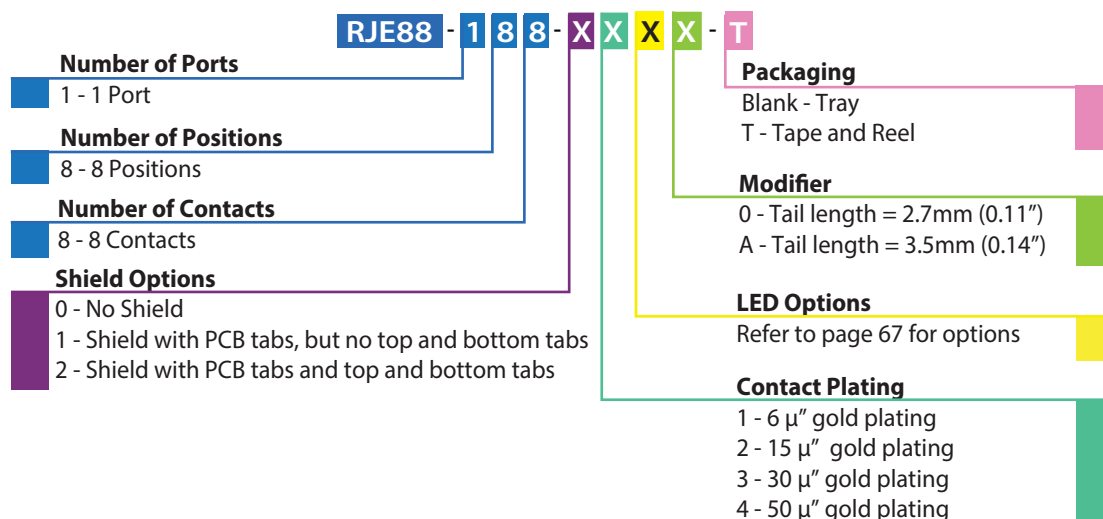 RJE88 - 1 8 8 - X X X X - T
Number of Ports
1 - 1 Port
Number of Positions
8 - 8 Positions
Number of Contacts
8 - 8 Contacts
Shield Options
0 - No Shield
1 - Shield with PCB tabs, but no top and bottom tabs
2 - Shield with PCB tabs and top and bottom tabs
Packaging
Blank - Tray
T - Tape and Reel
Modifier
0 - Tail length = 2.7mm (0.11”)
A - Tail length = 3.5mm (0.14”)
LED Options
Refer to page 67 for options
Contact Plating
1 - 6 µ” gold plating
2 - 15 µ” gold plating
3 - 30 µ” gold plating
4 - 50 µ” gold plating